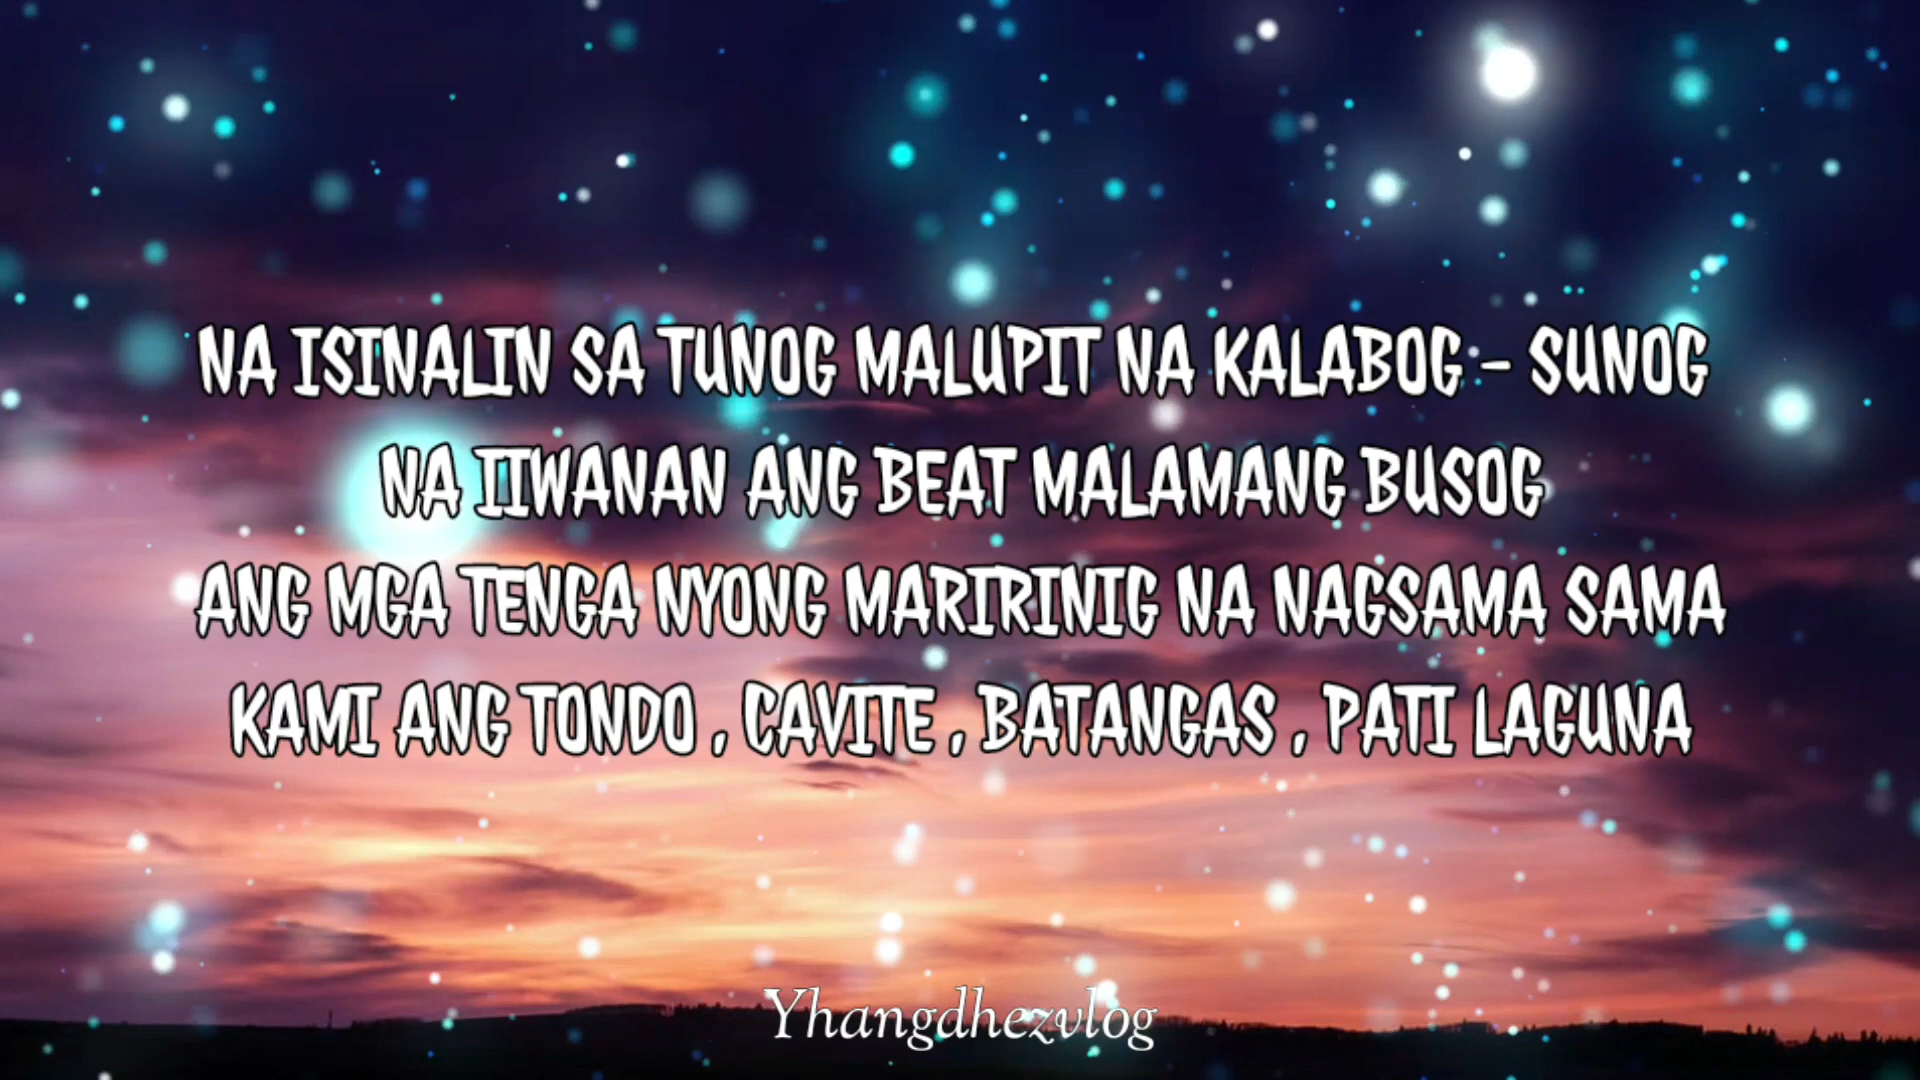 NA ISINALIN SA TUNOG MALUPIT NA KALABOG - SUNOG
NA IIWANAN ANG BEAT MALAMANG BUSOG
ANG MGA TENGA NYONG MARIRINIG NA NAGSAMA SAMA
KAMI ANG TONDO , CAVITE , BATANGAS , PATI LAGUNA
Yhangdhezvlog